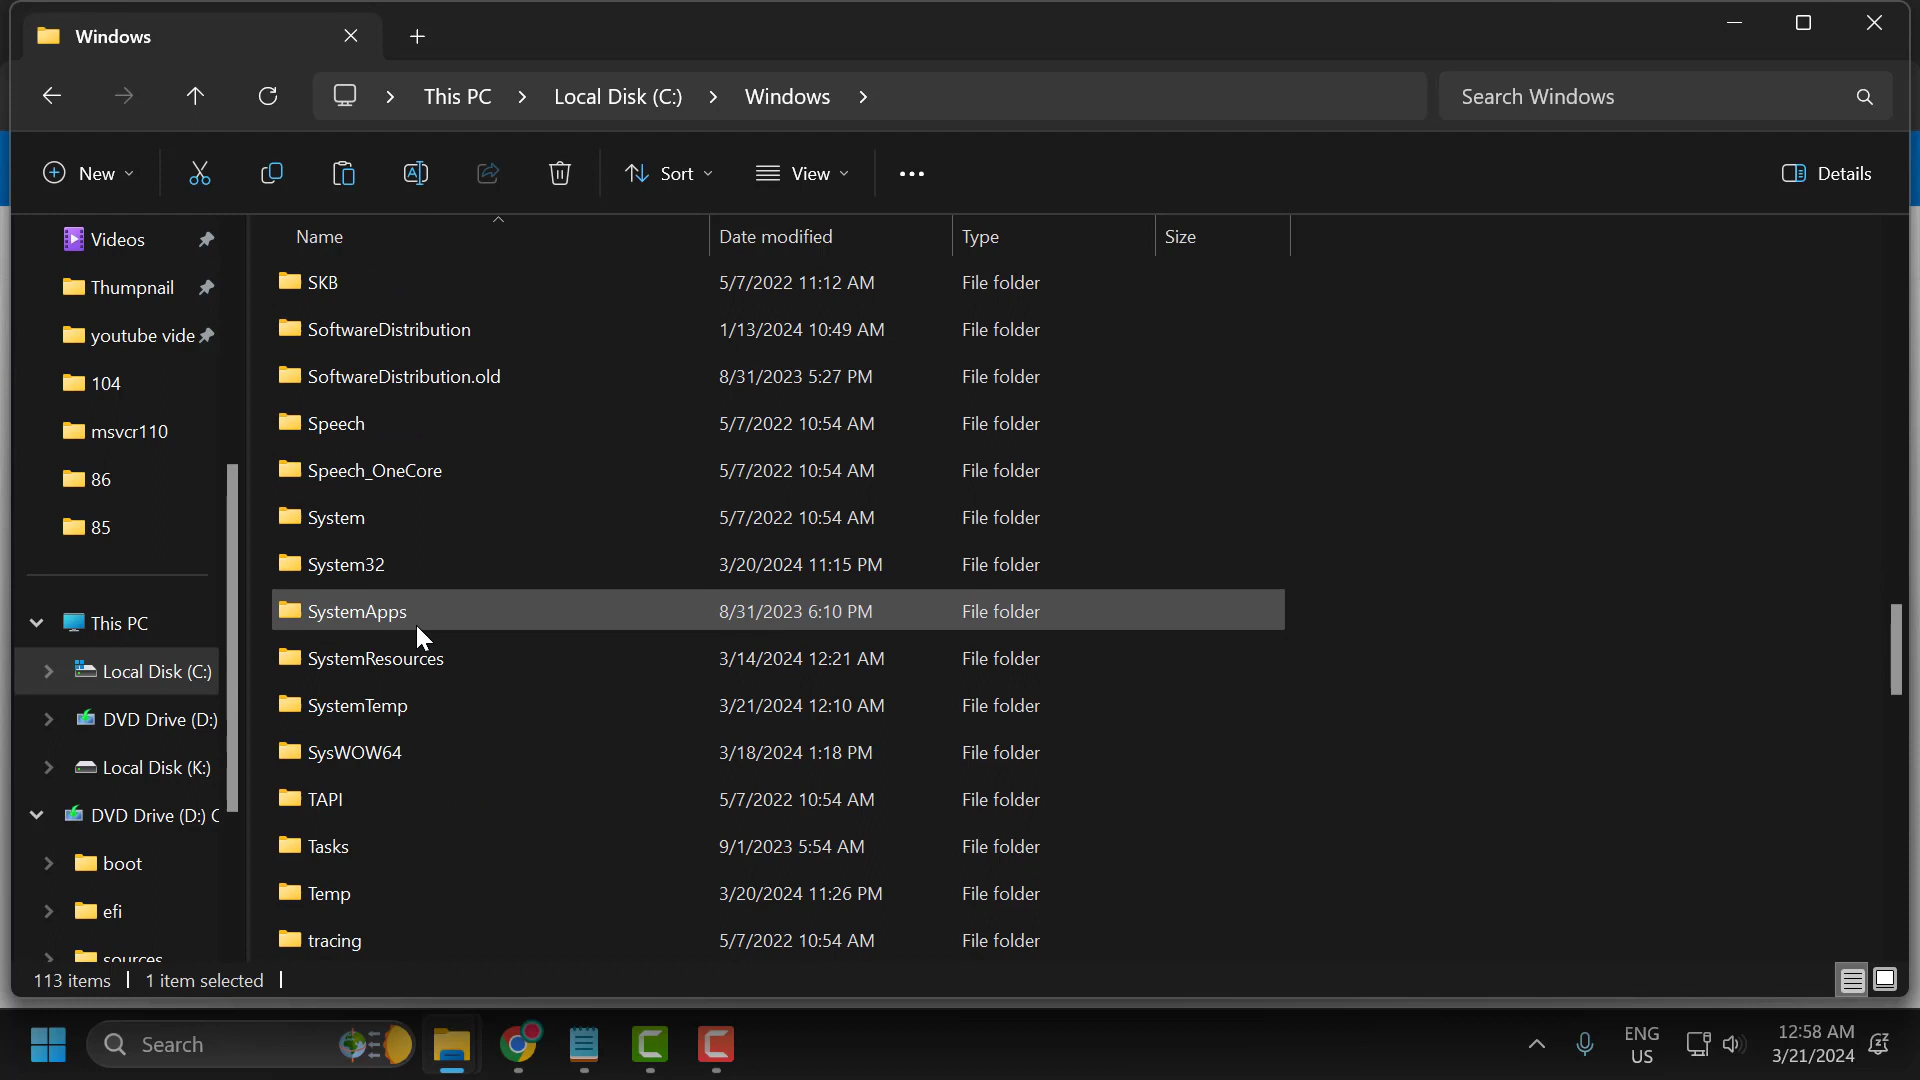 Windows
This PC
Local Disk (C:)
Windows
Search Windows
New
Sort
View
Details
Name
Date modified
Type
Size
Videos
Thumpnail
youtube vide
104
msvcr110
86
85
This PC
Local Disk (C:)
DVD Drive (D:)
Local Disk (K:)
DVD Drive (D:) C
boot
efi
sources
SKB 5/7/2022 11:12 AM File folder
SoftwareDistribution 1/13/2024 10:49 AM File folder
SoftwareDistribution.old 8/31/2023 5:27 PM File folder
Speech 5/7/2022 10:54 AM File folder
Speech_OneCore 5/7/2022 10:54 AM File folder
System 5/7/2022 10:54 AM File folder
System32 3/20/2024 11:15 PM File folder
SystemApps 8/31/2023 6:10 PM File folder
SystemResources 3/14/2024 12:21 AM File folder
SystemTemp 3/21/2024 12:10 AM File folder
SysWOW64 3/18/2024 1:18 PM File folder
TAPI 5/7/2022 10:54 AM File folder
Tasks 9/1/2023 5:54 AM File folder
Temp 3/20/2024 11:26 PM File folder
tracing 5/7/2022 10:54 AM File folder
113 items
1 item selected
Search
ENG
US
12:58 AM
3/21/2024